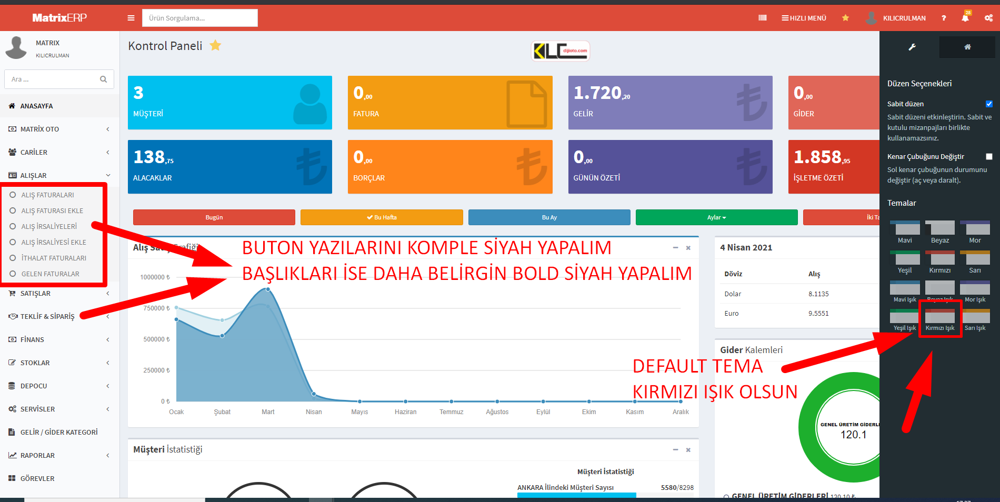 MatrixERP
Ürün Sorgulama...
HIZLI MENÜ
KILICRULMAN
?
28
MATRIX
KILICRULMAN
Ara ...
ANASAYFA
MATRİX OTO
CARİLER
ALIŞLAR
ALIŞ FATURALARI
ALIŞ FATURASI EKLE
ALIŞ İRSALİYELERİ
ALIŞ İRSALİYESİ EKLE
İTHALAT FATURALARI
GELEN FATURALAR
SATIŞLAR
TEKLİF & SİPARİŞ
FİNANS
STOKLAR
DEPOCU
SERVİSLER
GELİR / GİDER KATEGORİ
RAPORLAR
GÖREVLER
Kontrol Paneli
KLC dijioto.com
3
MÜŞTERİ
0,00
FATURA
1.720,20
GELİR
0,00
GİDER
138,75
ALACAKLAR
0,00
BORÇLAR
0,00
GÜNÜN ÖZETİ
1.858,95
İŞLETME ÖZETİ
Bugün
Bu Hafta
Bu Ay
Aylar
İki Ta
Alış Satış Grafiği
BUTON YAZILARINI KOMPLE SİYAH YAPALIM
BAŞLIKLARI İSE DAHA BELİRGİN BOLD SİYAH YAPALIM
1000000 ₺
750000 ₺
500000 ₺
250000 ₺
0 ₺
Ocak Şubat Mart Nisan Mayıs Haziran Temmuz Ağustos Eylül Ekim Kasım Aralık
4 Nisan 2021
Döviz Alış
Dolar 8.1135
Euro 9.5551
Gider Kalemleri
DEFAULT TEMA
KIRMIZI IŞIK OLSUN
GENEL ÜRETİM GİDERLE
120.1
GENEL ÜRETİM GİDERLERİ 120.10 ₺
Müşteri İstatistiği
Müşteri İstatistiği
ANKARA İlindeki Müşteri Sayısı 5580/8298
Düzen Seçenekleri
Sabit düzen
Sabit düzeni etkinleştirin. Sabit ve
kutulu mizanpajları birlikte
kullanamazsınız.
Kenar Çubuğunu Değiştir
Sol kenar çubuğunun durumunu
değiştir (aç veya daralt).
Temalar
Mavi Beyaz Mor
Yeşil Kırmızı Sarı
Mavi Işık Beyaz Işık Mor Işık
Yeşil Işık Kırmızı Işık Sarı Işık